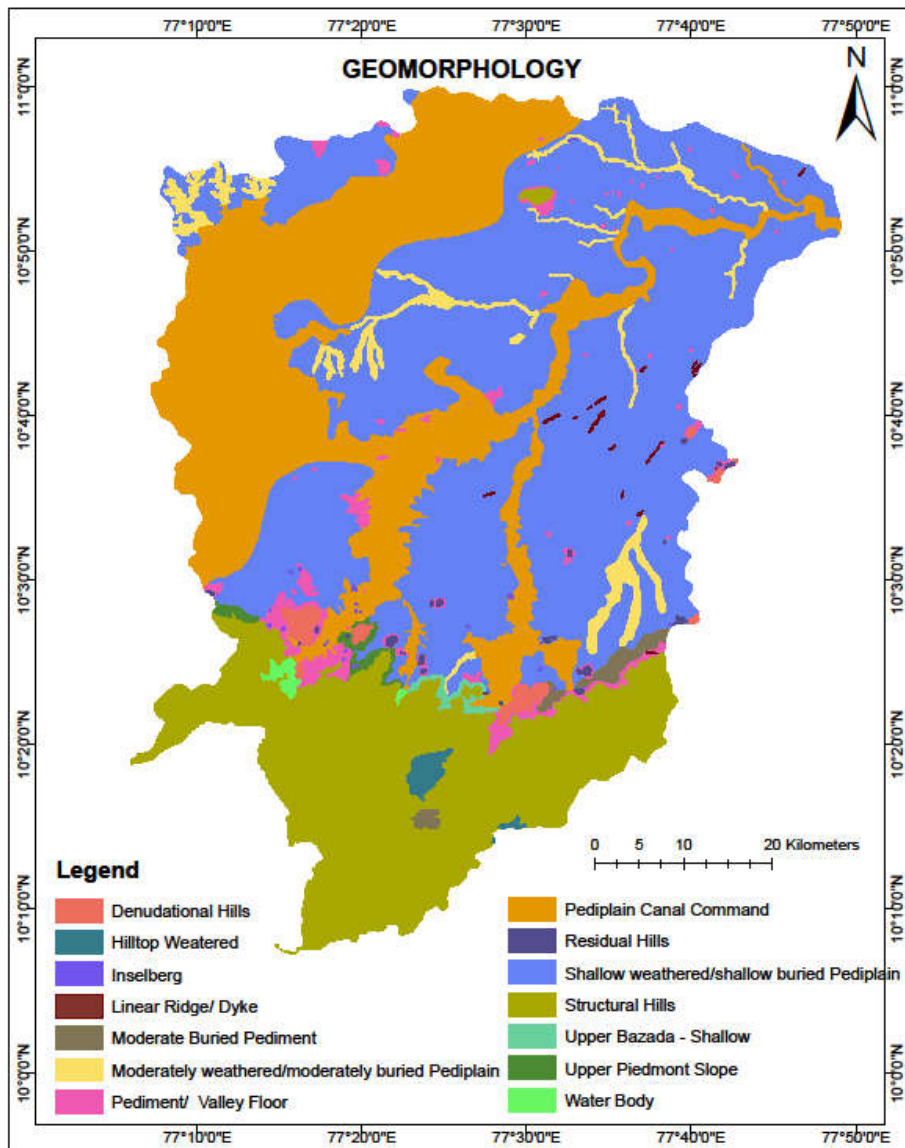 77°10'0"E 77°20'0"E 77°30'0"E 77°40'0"E 77°50'0"E
GEOMORPHOLOGY
N
11°0'0"N 11°0'0"N
10°50'0"N 10°50'0"N
10°40'0"N 10°40'0"N
10°30'0"N 10°30'0"N
10°20'0"N 10°20'0"N
0 5 10 20 Kilometers
Legend
Denudational Hills
Hilltop Weatered
Inselberg
Linear Ridge/ Dyke
Moderate Buried Pediment
Moderately weathered/moderately buried Pediplain
Pediment/ Valley Floor
Pediplain Canal Command
Residual Hills
Shallow weathered/shallow buried Pediplain
Structural Hills
Upper Bazada - Shallow
Upper Piedmont Slope
Water Body
10°10'0"N 10°10'0"N
10°0'0"N 10°0'0"N
77°10'0"E 77°20'0"E 77°30'0"E 77°40'0"E 77°50'0"E